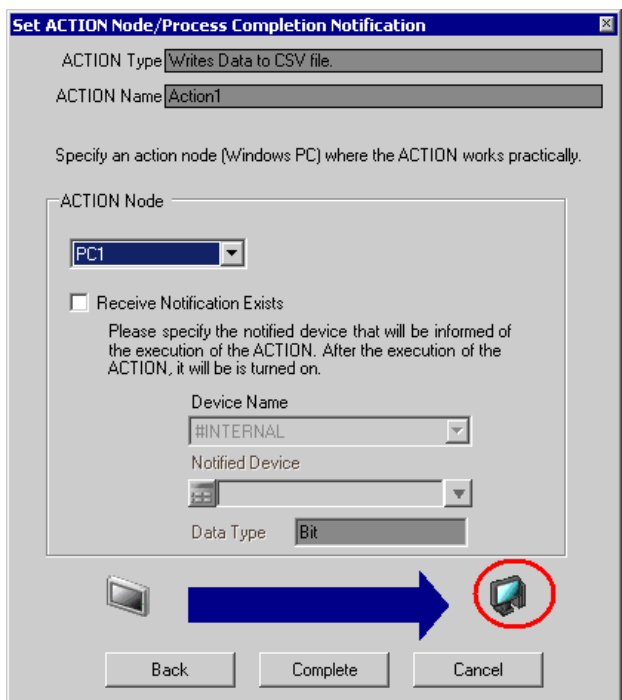 Set ACTION Node/Process Completion Notification
ACTION Type Writes Data to CSV file.
ACTION Name Action1
Specify an action node (Windows PC) where the ACTION works practically.
ACTION Node
PC1
Receive Notification Exists
Please specify the notified device that will be informed of
the execution of the ACTION. After the execution of the
ACTION, it will be is turned on.
Device Name
#INTERNAL
Notified Device
Data Type Bit
Back Complete Cancel